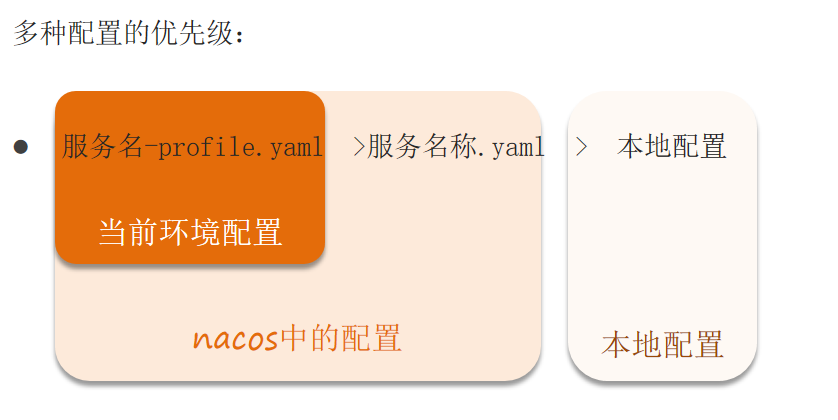 多种配置的优先级：
● 服务名-profile.yaml >服务名称.yaml > 本地配置
当前环境配置
nacos中的配置
本地配置